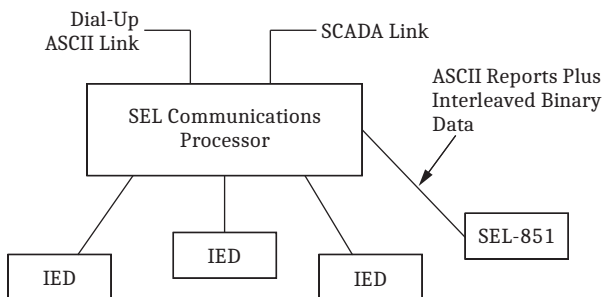 Dial-Up
ASCII Link
SCADA Link
ASCII Reports Plus
Interleaved Binary
Data
SEL Communications
Processor
SEL-851
IED
IED
IED